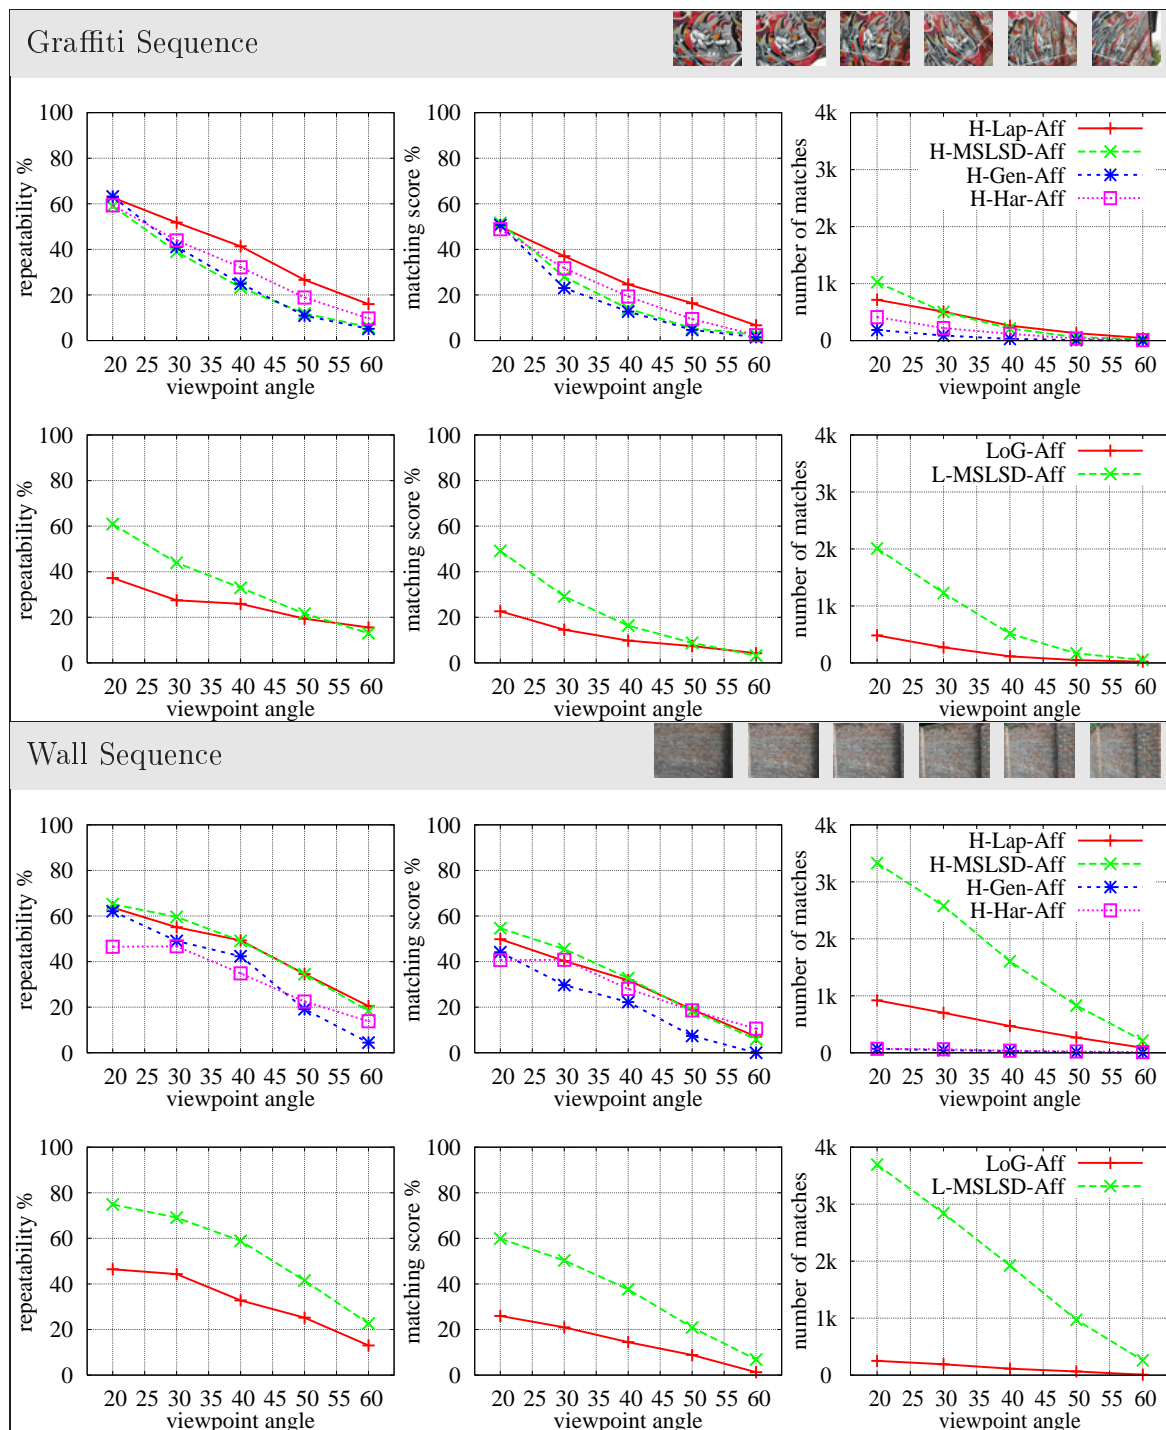 Graffiti Sequence
repeatability %
100
80
60
40
20
0
20 25 30 35 40 45 50 55 60
viewpoint angle
matching score %
100
80
60
40
20
0
20 25 30 35 40 45 50 55 60
viewpoint angle
number of matches
4k
3k
2k
1k
0
20 25 30 35 40 45 50 55 60
viewpoint angle
H-Lap-Aff
H-MSLSD-Aff
H-Gen-Aff
H-Har-Aff
repeatability %
100
80
60
40
20
0
20 25 30 35 40 45 50 55 60
viewpoint angle
matching score %
100
80
60
40
20
0
20 25 30 35 40 45 50 55 60
viewpoint angle
number of matches
4k
3k
2k
1k
0
20 25 30 35 40 45 50 55 60
viewpoint angle
LoG-Aff
L-MSLSD-Aff
Wall Sequence
repeatability %
100
80
60
40
20
0
20 25 30 35 40 45 50 55 60
viewpoint angle
matching score %
100
80
60
40
20
0
20 25 30 35 40 45 50 55 60
viewpoint angle
number of matches
4k
3k
2k
1k
0
20 25 30 35 40 45 50 55 60
viewpoint angle
H-Lap-Aff
H-MSLSD-Aff
H-Gen-Aff
H-Har-Aff
repeatability %
100
80
60
40
20
0
20 25 30 35 40 45 50 55 60
viewpoint angle
matching score %
100
80
60
40
20
0
20 25 30 35 40 45 50 55 60
viewpoint angle
number of matches
4k
3k
2k
1k
0
20 25 30 35 40 45 50 55 60
viewpoint angle
LoG-Aff
L-MSLSD-Aff